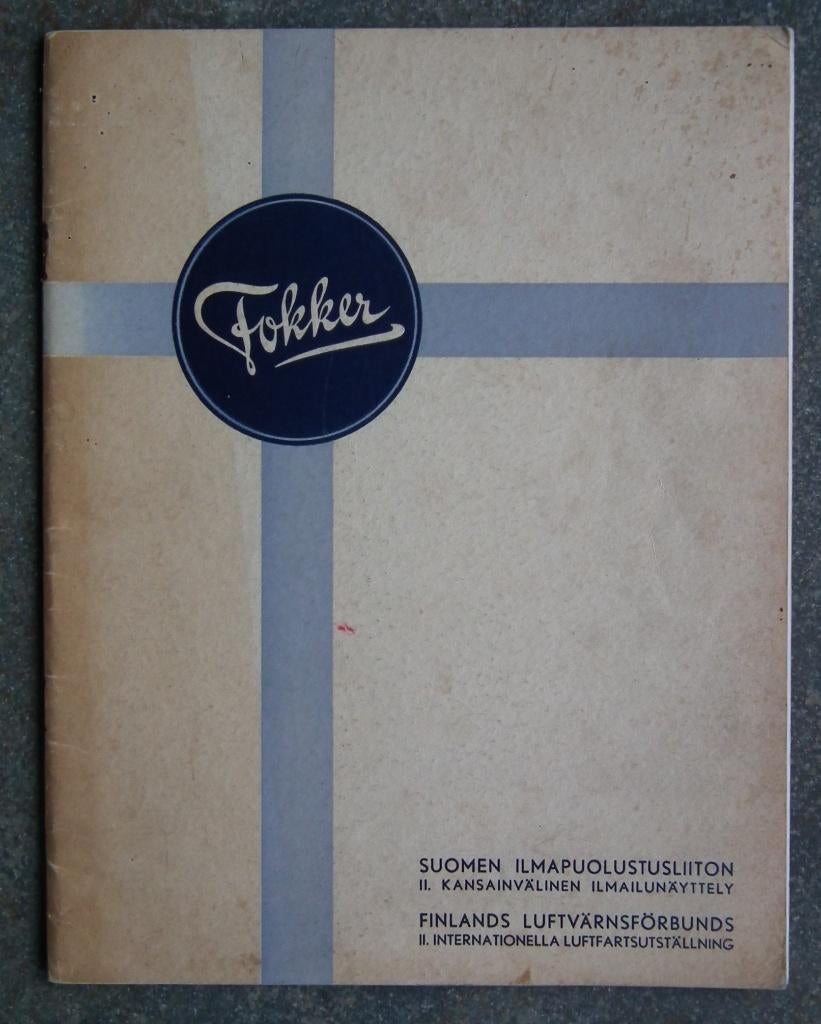 Fokker
SUOMEN ILMAPUOLUSTUSLIITON
II. KANSAINVÄLINEN ILMAILUNÄYTTELY
FINLANDS LUFTVÄRNSFÖRBUNDS
II. INTERNATIONELLA LUFTFARTSUTSTÄLLNING